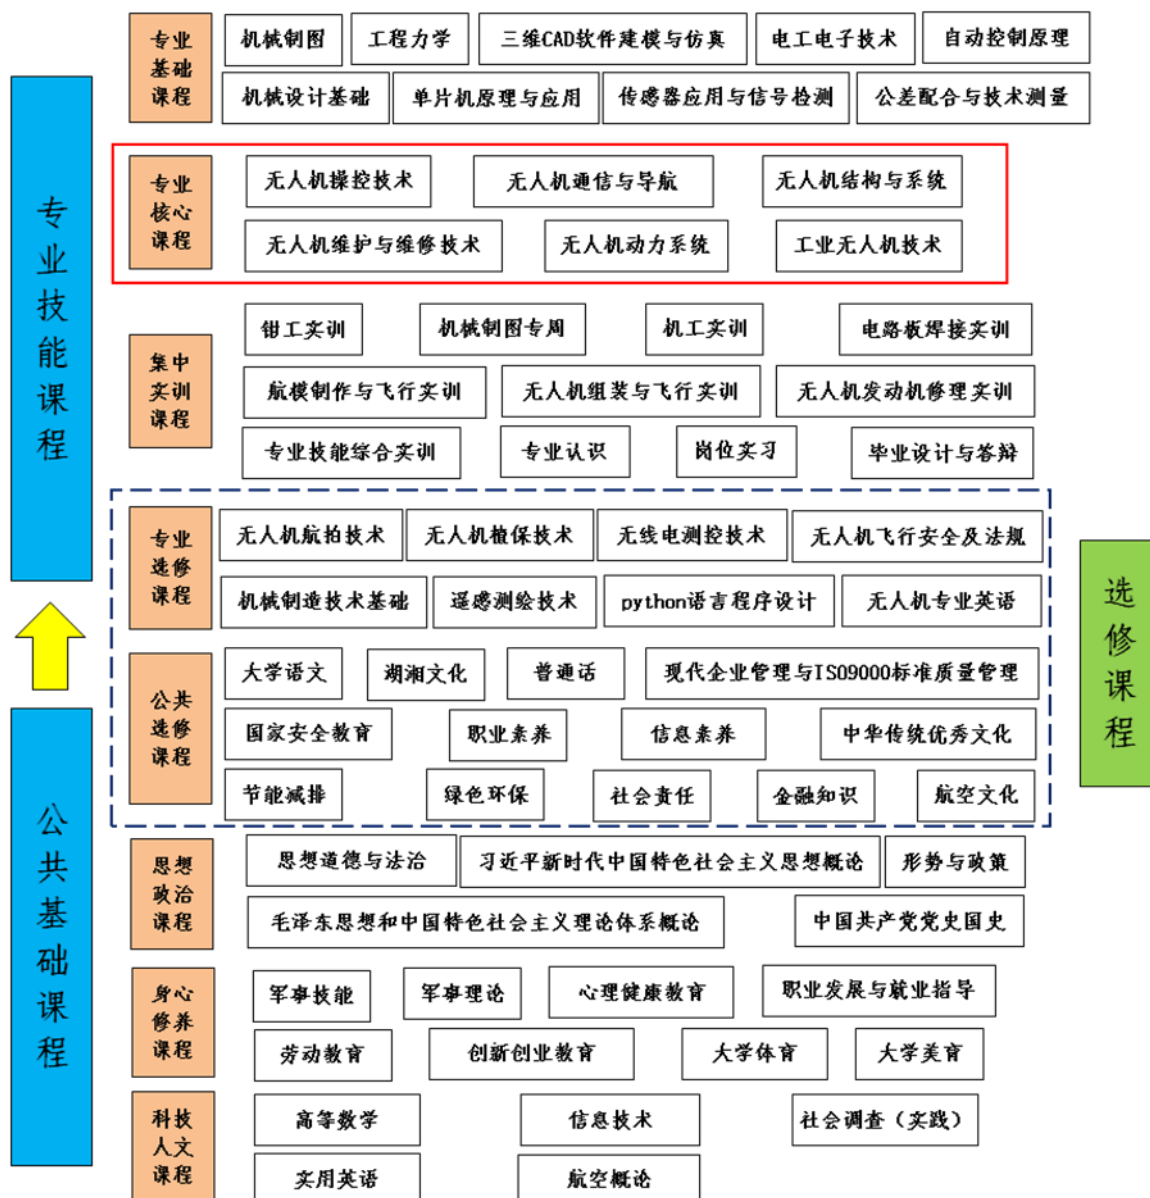 专业技能课程
公共基础课程
选修课程
专业
基础
课程
机械制图 工程力学 三维CAD软件建模与仿真 电工电子技术 自动控制原理
机械设计基础 单片机原理与应用 传感器应用与信号检测 公差配合与技术测量
专业
核心
课程
无人机操控技术 无人机通信与导航 无人机结构与系统
无人机维护与维修技术 无人机动力系统 工业无人机技术
集中
实训
课程
钳工实训 机械制图专周 机工实训 电路板焊接实训
航模制作与飞行实训 无人机组装与飞行实训 无人机发动机修理实训
专业技能综合实训 专业认识 岗位实习 毕业设计与答辩
专业
选修
课程
无人机航拍技术 无人机植保技术 无线电测控技术 无人机飞行安全及法规
机械制造技术基础 遥感测绘技术 python语言程序设计 无人机专业英语
公共
选修
课程
大学语文 湖湘文化 普通话 现代企业管理与ISO9000标准质量管理
国家安全教育 职业素养 信息素养 中华传统优秀文化
节能减排 绿色环保 社会责任 金融知识 航空文化
思想
政治
课程
思想道德与法治 习近平新时代中国特色社会主义思想概论 形势与政策
毛泽东思想和中国特色社会主义理论体系概论 中国共产党党史国史
身心
修养
课程
军事技能 军事理论 心理健康教育 职业发展与就业指导
劳动教育 创新创业教育 大学体育 大学美育
科技
人文
课程
高等数学 信息技术 社会调查（实践）
实用英语 航空概论